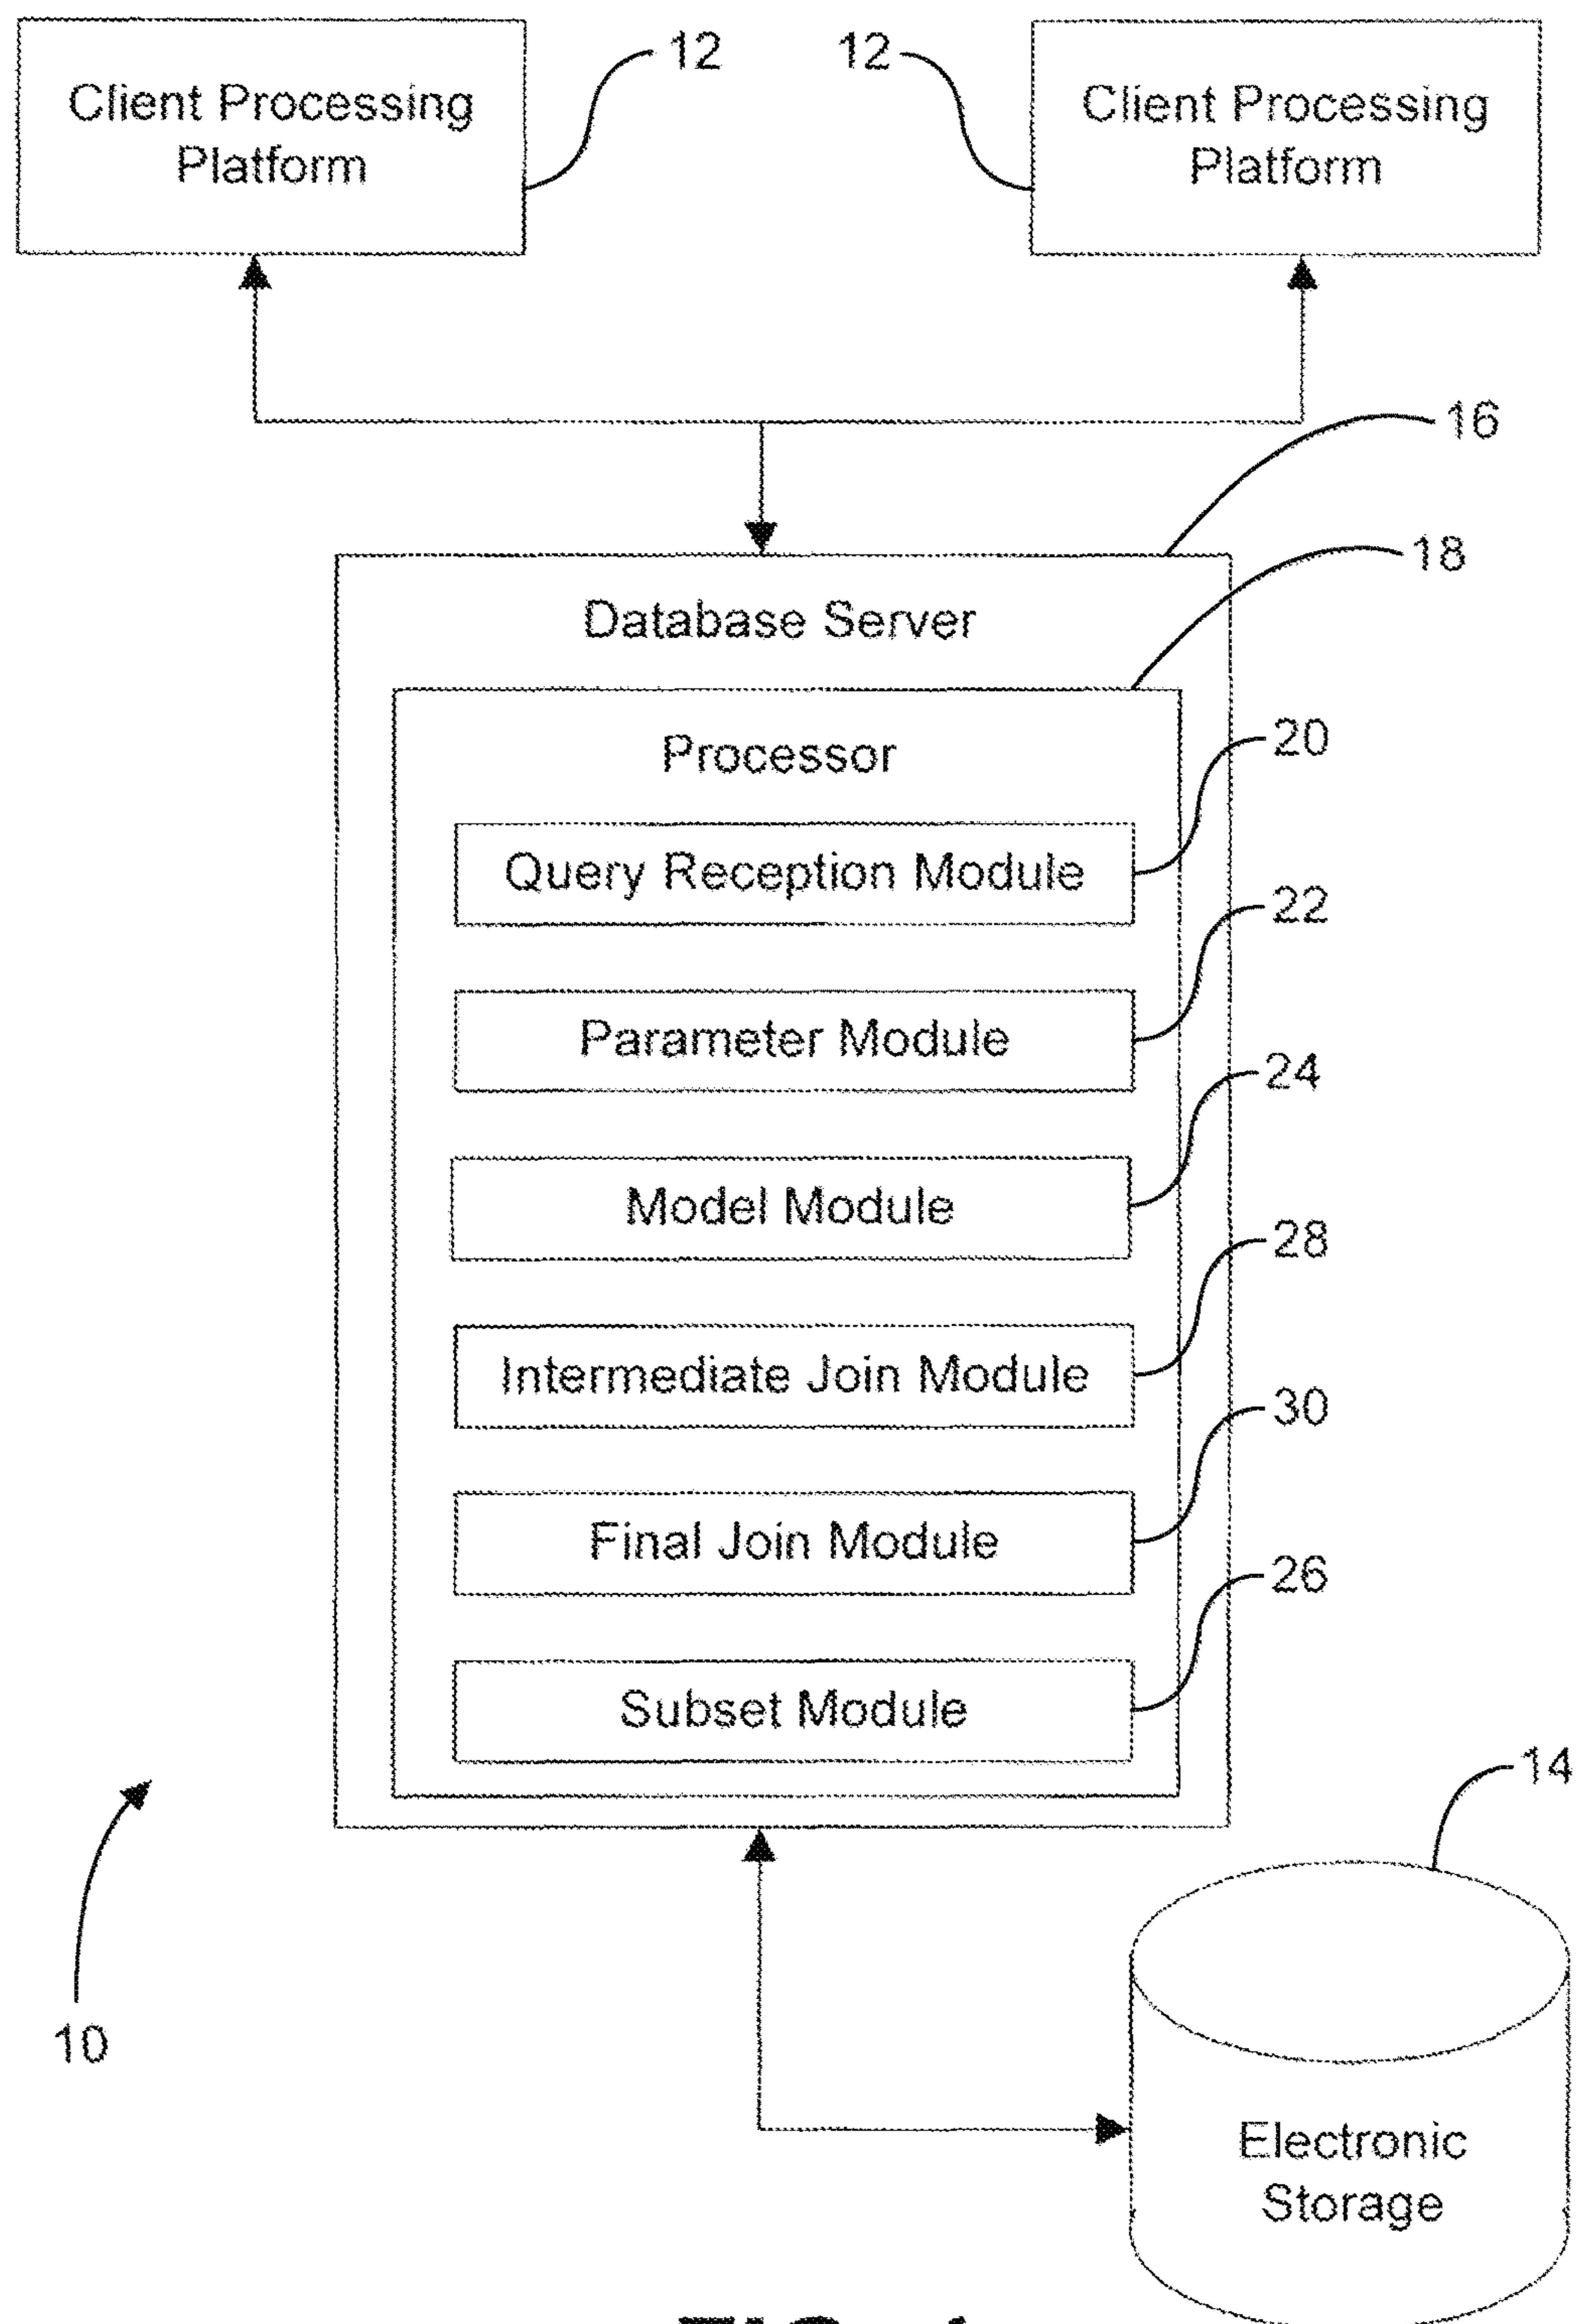 Client Processing
Platform
12
12
Client Processing
Platform
16
18
Database Server
Processor
20
Query Reception Module
22
Parameter Module
24
Model Module
28
Intermediate Join Module
30
Final Join Module
26
Subset Module
14
10
Electronic
Storage